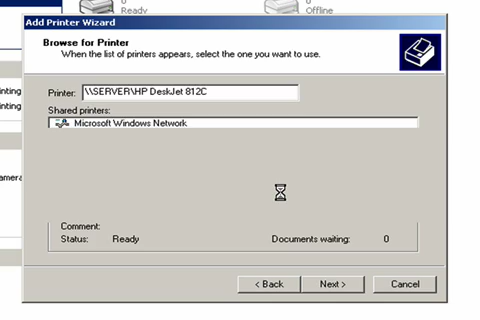 Ready
Offline
Add Printer Wizard
Browse for Printer
When the list of printers appears, select the one you want to use.
Printer: \\SERVER\HP DeskJet 812C
Shared printers:
Microsoft Windows Network
Comment:
Status: Ready Documents waiting: 0
< Back Next > Cancel